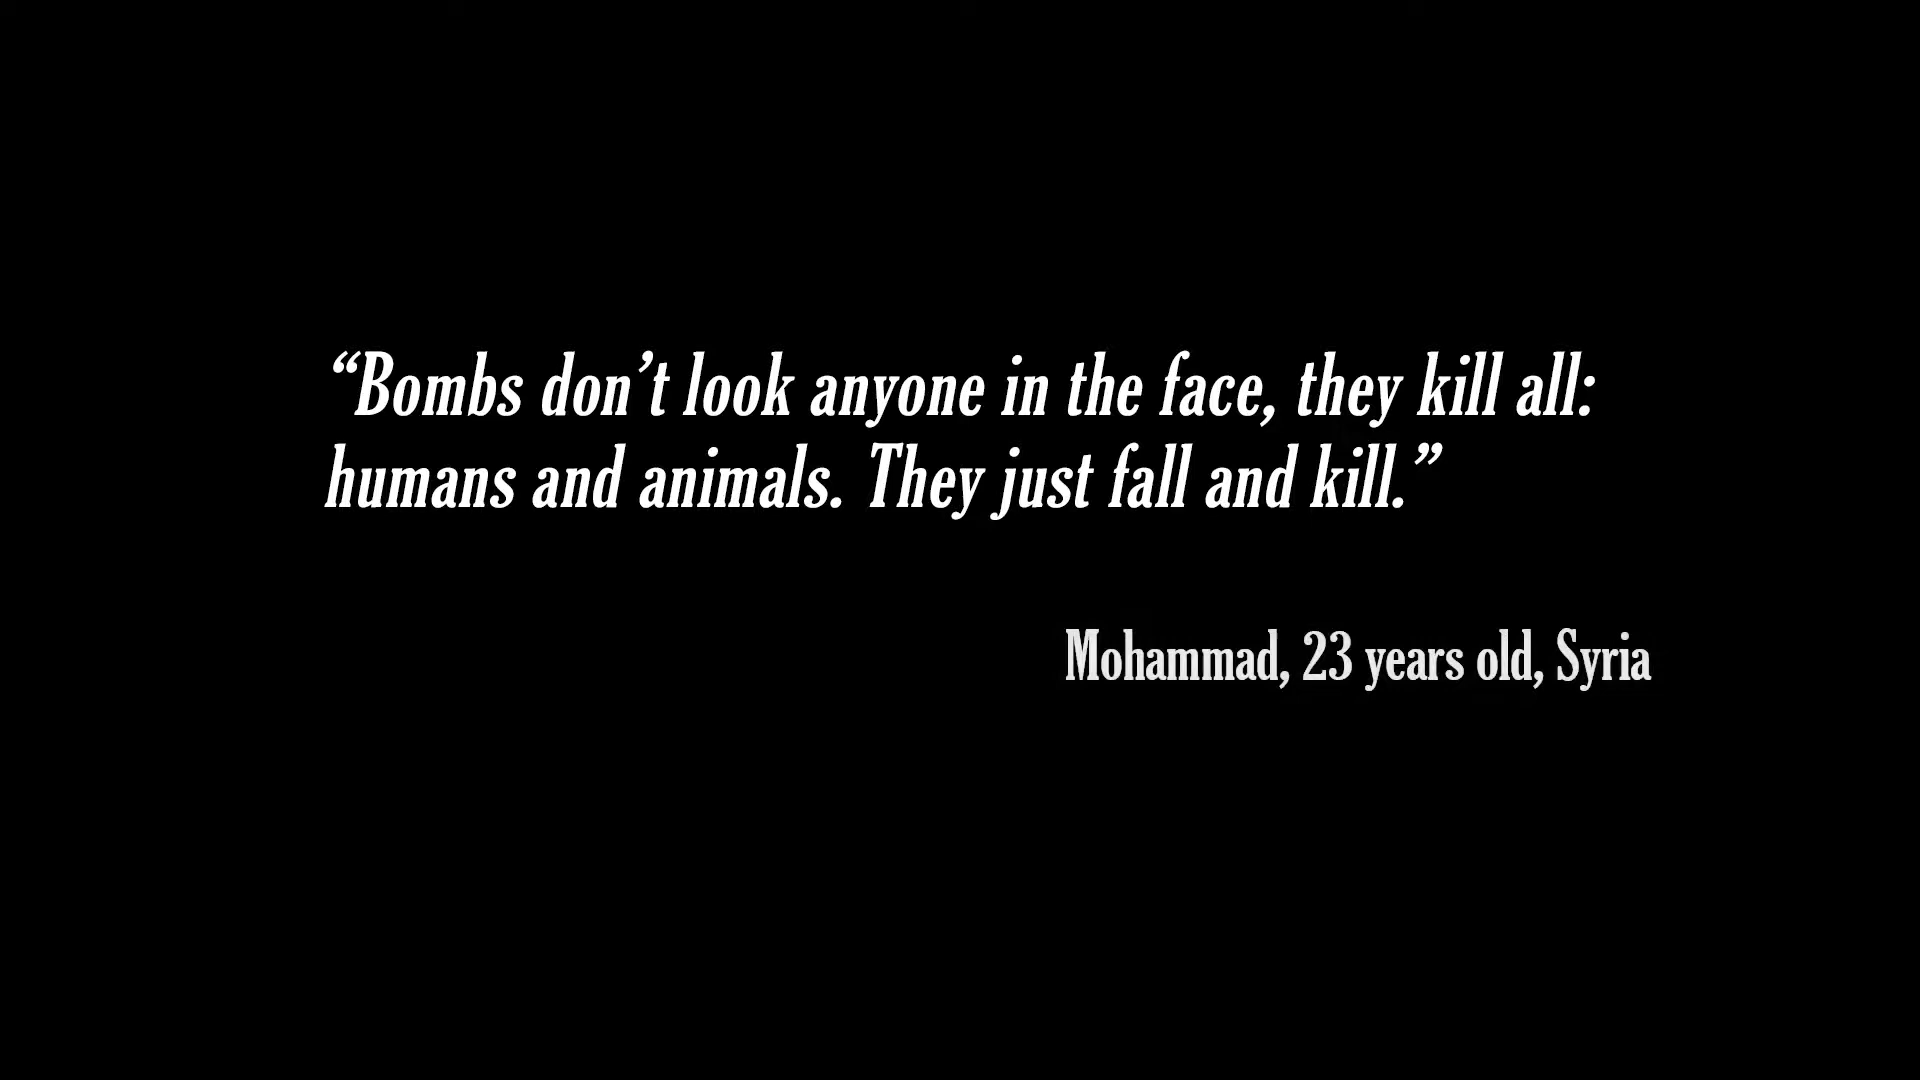 “Bombs don’t look anyone in the face, they kill all:
humans and animals. They just fall and kill.”
Mohammad, 23 years old, Syria